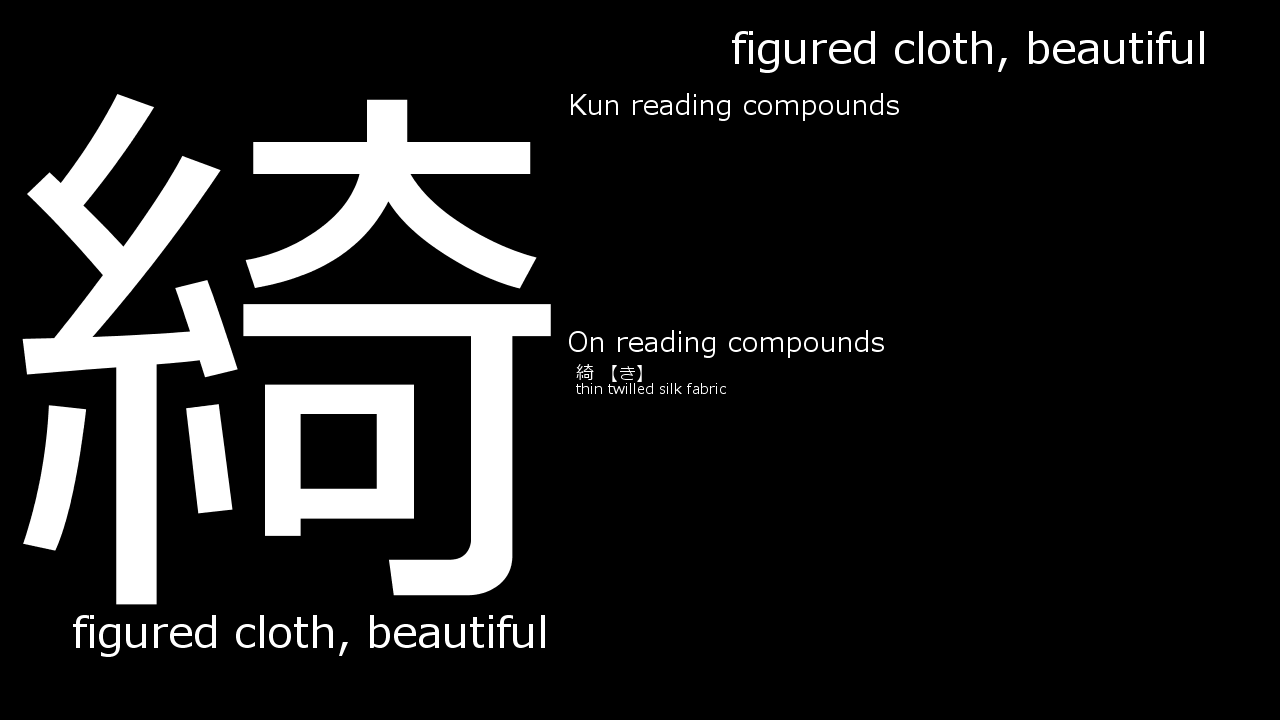 綺
figured cloth, beautiful
figured cloth, beautiful
Kun reading compounds
On reading compounds
綺 【き】
thin twilled silk fabric